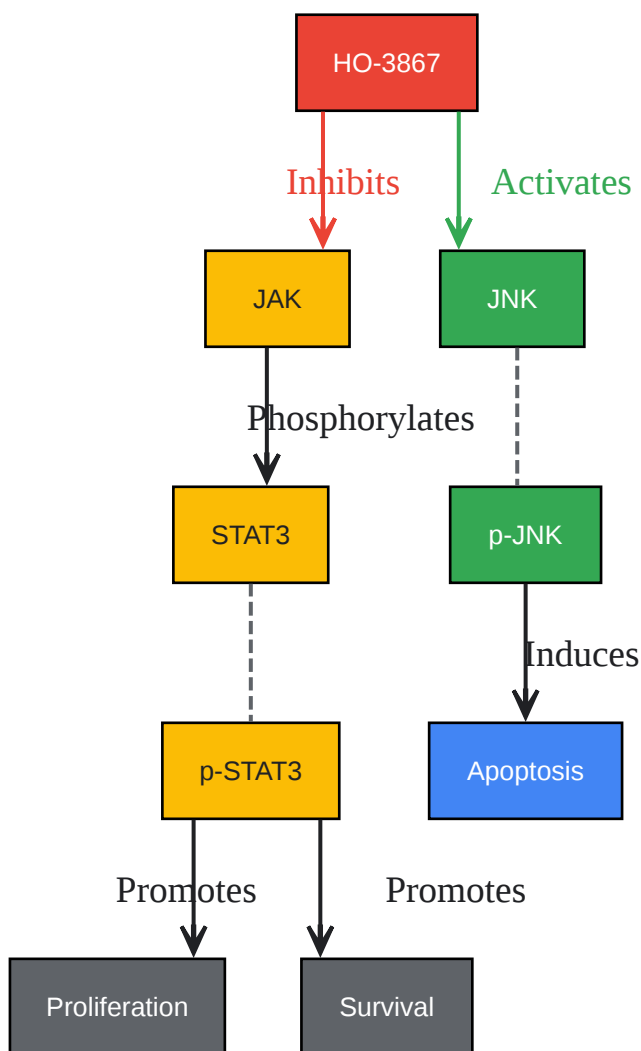 HO-3867
Inhibits
Activates
JAK
JNK
Phosphorylates
STAT3
p-JNK
Induces
p-STAT3
Apoptosis
Promotes
Promotes
Proliferation
Survival